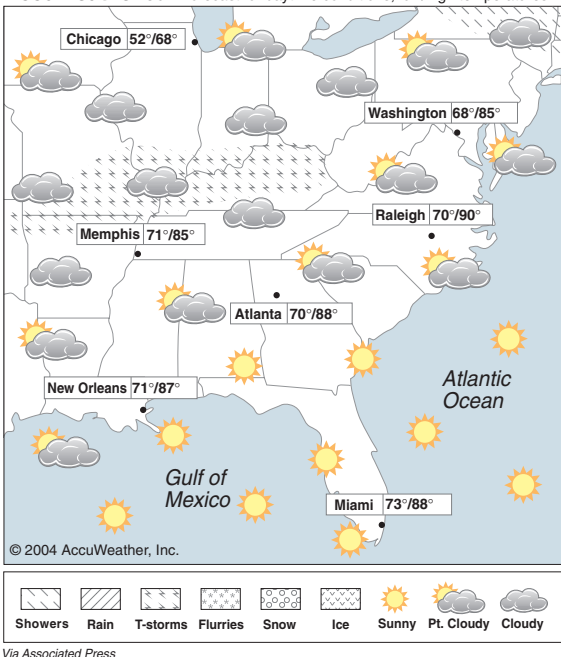 Chicago 52°/68°
Washington 68°/85°
Raleigh 70°/90°
Memphis 71°/85°
Atlanta 70°/88°
New Orleans 71°/87°
Atlantic
Ocean
Gulf of
Mexico
Miami 73°/88°
© 2004 AccuWeather, Inc.
Showers Rain T-storms Flurries Snow Ice Sunny Pt. Cloudy Cloudy
Via Associated Press